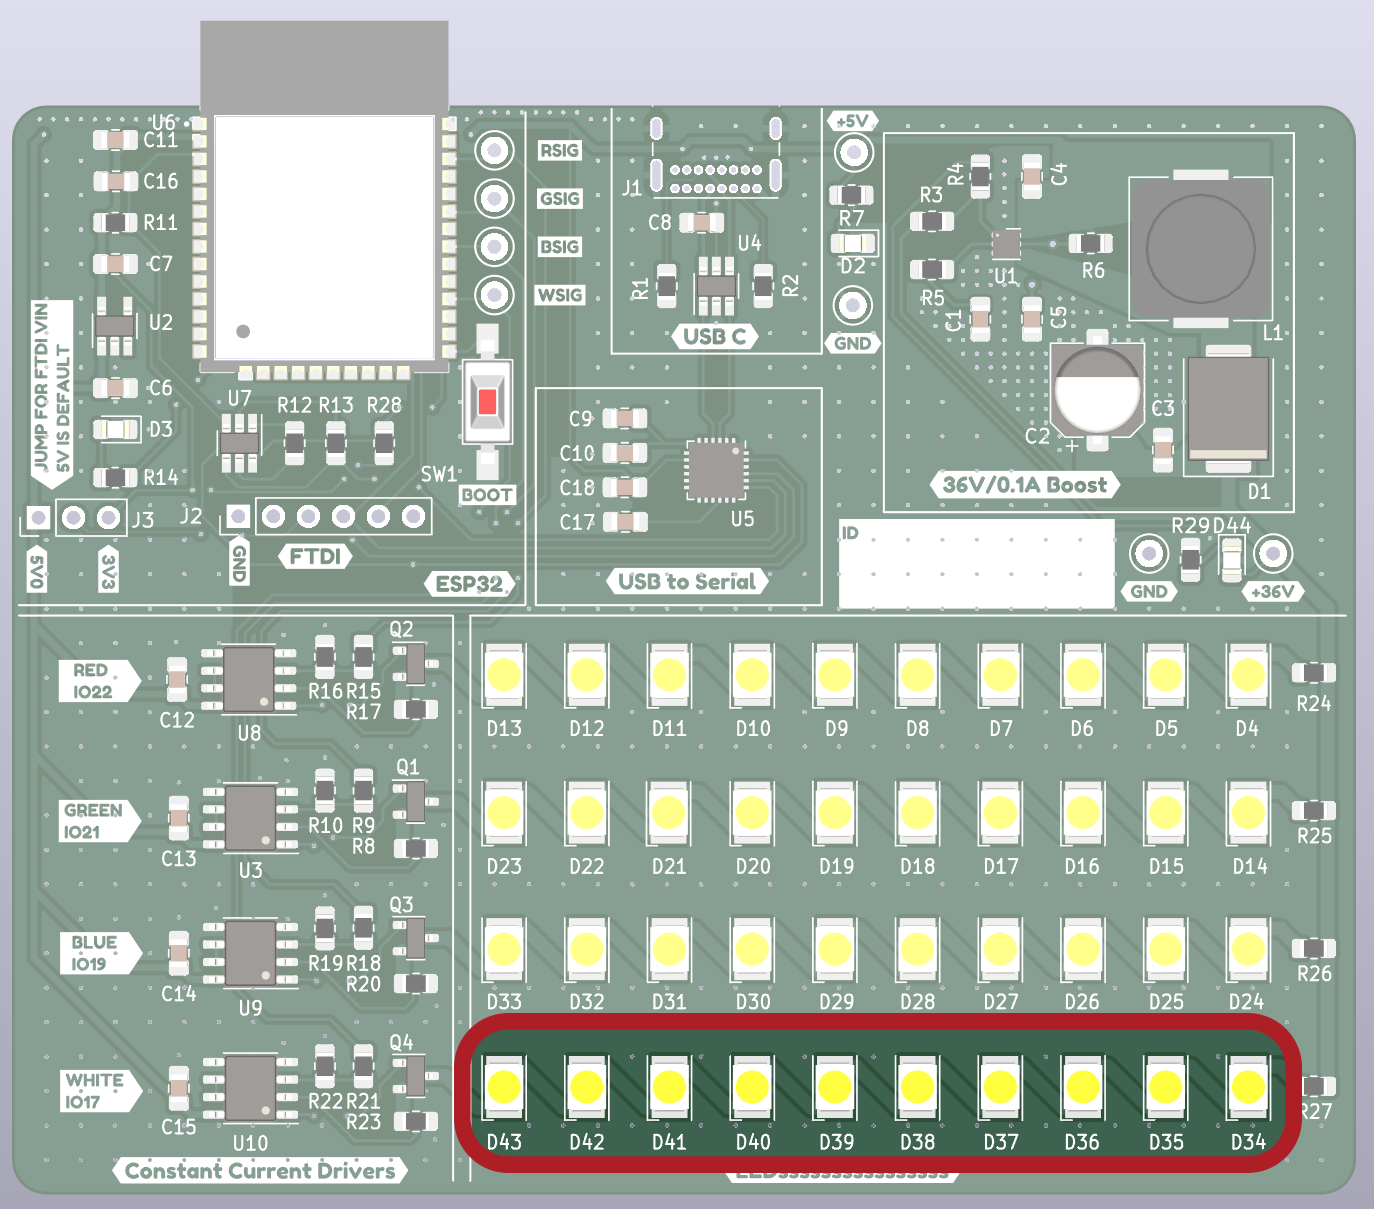 U6
C11
C16
R11
C7
U2
C6
D3
R14
JUMP FOR FTDI VIN
5V IS DEFAULT
J3
5V0
3V3
U7
R12
R13
R28
J2
GND
FTDI
ESP32
SW1
BOOT
RSIG
GSIG
BSIG
WSIG
J1
C8
U4
R1
R2
USB C
C9
C10
C18
C17
U5
USB to Serial
+5V
R7
D2
GND
R4
C4
R3
U1
R6
R5
C1
C5
L1
C2
+
C3
D1
36V/0.1A Boost
ID
R29
D44
GND
+36V
RED
IO22
C12
U8
R16
R15
R17
Q2
GREEN
IO21
C13
U3
R10
R9
R8
Q1
BLUE
IO19
C14
U9
R19
R18
R20
Q3
WHITE
IO17
C15
U10
R22
R21
R23
Q4
Constant Current Drivers
D13 D12 D11 D10 D9 D8 D7 D6 D5 D4
R24
D23 D22 D21 D20 D19 D18 D17 D16 D15 D14
R25
D33 D32 D31 D30 D29 D28 D27 D26 D25 D24
R26
D43 D42 D41 D40 D39 D38 D37 D36 D35 D34
R27